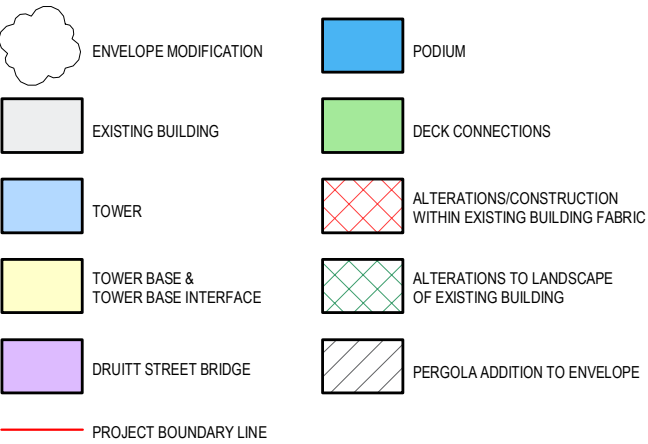 ENVELOPE MODIFICATION
EXISTING BUILDING
TOWER
TOWER BASE &
TOWER BASE INTERFACE
DRUITT STREET BRIDGE
PROJECT BOUNDARY LINE
PODIUM
DECK CONNECTIONS
ALTERATIONS/CONSTRUCTION
WITHIN EXISTING BUILDING FABRIC
ALTERATIONS TO LANDSCAPE
OF EXISTING BUILDING
PERGOLA ADDITION TO ENVELOPE